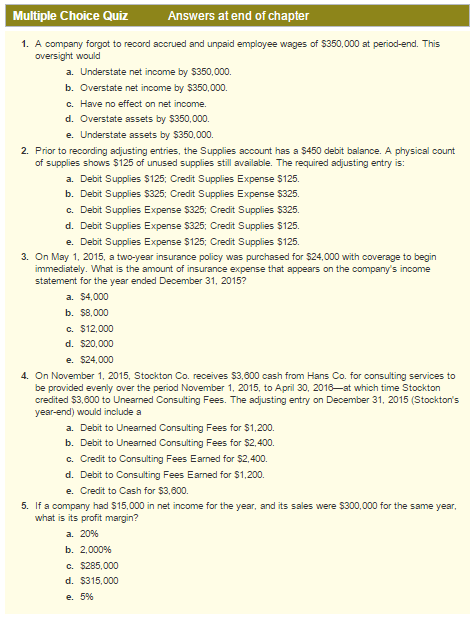 Multiple Choice Quiz Answers at end of chapter
1. A company forgot to record accrued and unpaid employee wages of $350,000 at period-end. This
oversight would
a. Understate net income by $350,000.
b. Overstate net income by $350,000.
c. Have no effect on net income.
d. Overstate assets by $350,000.
e. Understate assets by $350,000.
2. Prior to recording adjusting entries, the Supplies account has a $450 debit balance. A physical count
of supplies shows $125 of unused supplies still available. The required adjusting entry is:
a. Debit Supplies $125; Credit Supplies Expense $125.
b. Debit Supplies $325; Credit Supplies Expense $325.
c. Debit Supplies Expense $325; Credit Supplies $325.
d. Debit Supplies Expense $325; Credit Supplies $125.
e. Debit Supplies Expense $125; Credit Supplies $125.
3. On May 1, 2015, a two-year insurance policy was purchased for $24,000 with coverage to begin
immediately. What is the amount of insurance expense that appears on the company's income
statement for the year ended December 31, 2015?
a. $4,000
b. $8,000
c. $12,000
d. $20,000
e. $24,000
4. On November 1, 2015, Stockton Co. receives $3,600 cash from Hans Co. for consulting services to
be provided evenly over the period November 1, 2015, to April 30, 2016—at which time Stockton
credited $3,600 to Unearned Consulting Fees. The adjusting entry on December 31, 2015 (Stockton's
year-end) would include a
a. Debit to Unearned Consulting Fees for $1,200.
b. Debit to Unearned Consulting Fees for $2,400.
c. Credit to Consulting Fees Earned for $2,400.
d. Debit to Consulting Fees Earned for $1,200.
e. Credit to Cash for $3,600.
5. If a company had $15,000 in net income for the year, and its sales were $300,000 for the same year,
what is its profit margin?
a. 20%
b. 2,000%
c. $285,000
d. $315,000
e. 5%